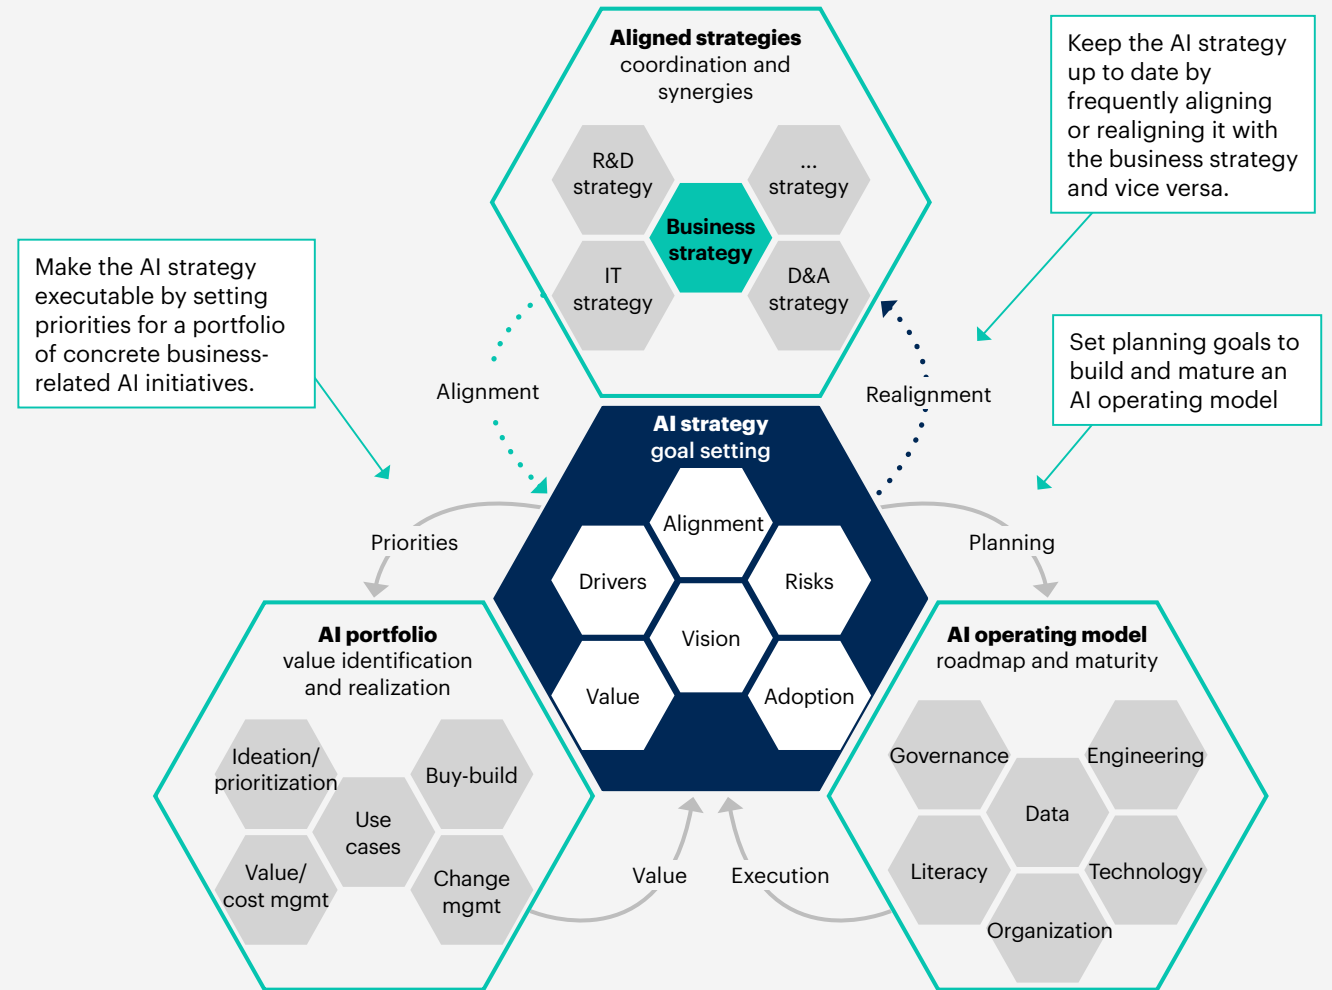 Aligned strategies
coordination and
synergies
R&D
strategy
...
strategy
Business
strategy
IT
strategy
D&A
strategy
Keep the AI strategy
up to date by
frequently aligning
or realigning it with
the business strategy
and vice versa.
Make the AI strategy
executable by setting
priorities for a portfolio
of concrete business-
related AI initiatives.
Set planning goals to
build and mature an
AI operating model
Alignment
Realignment
AI strategy
goal setting
Alignment
Drivers
Risks
Vision
Value
Adoption
Priorities
Planning
AI portfolio
value identification
and realization
Ideation/
prioritization
Buy-build
Use
cases
Value/
cost mgmt
Change
mgmt
AI operating model
roadmap and maturity
Governance
Engineering
Data
Literacy
Technology
Organization
Value
Execution